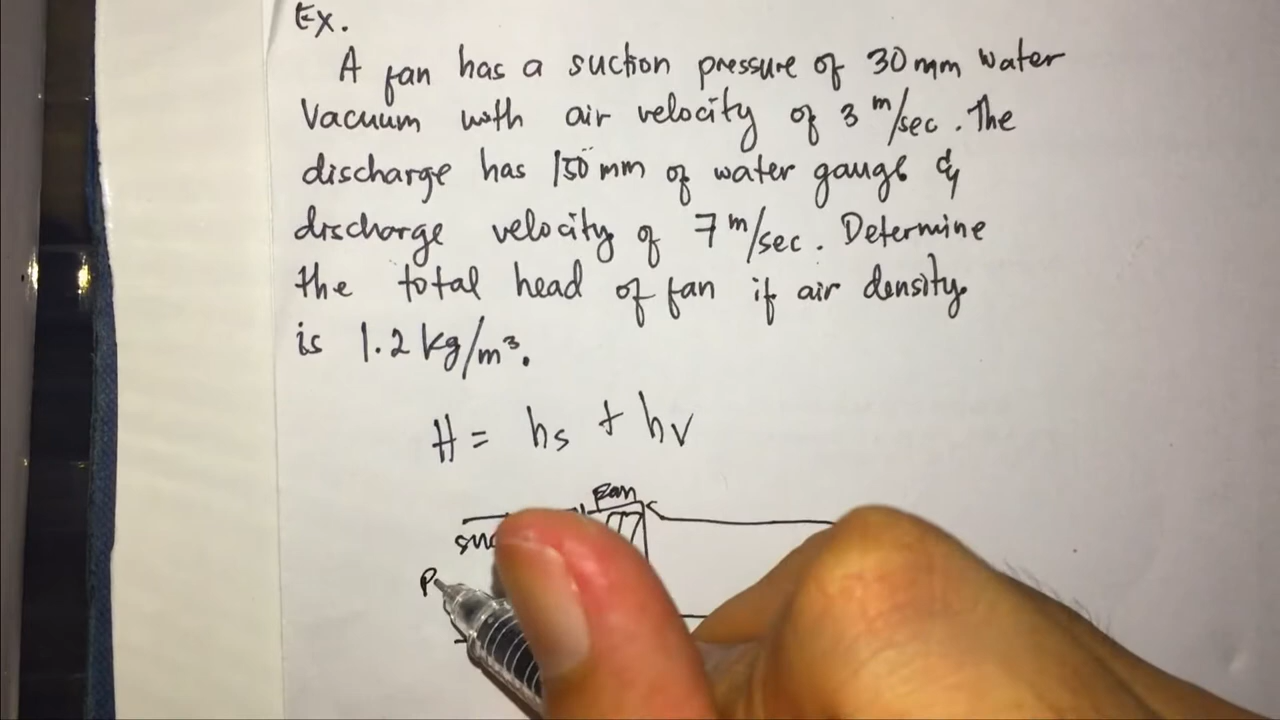 Ex.
A fan has a suction pressure of 30 mm water
Vacuum with air velocity of 3 m/sec. The
discharge has 150 mm of water gauge &
discharge velocity of 7 m/sec. Determine
the total head of fan if air density
is 1.2 kg/m³.
H = hs + hv
Fan
P